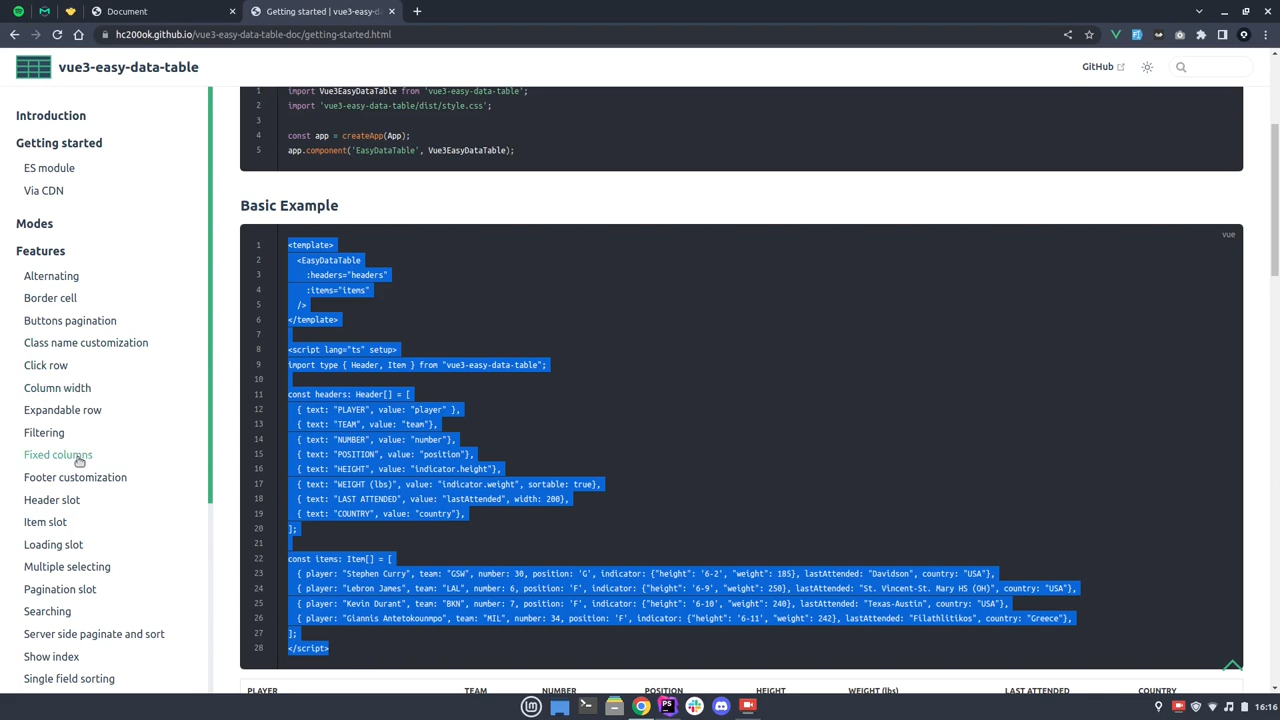 Document
Getting started | vue3-easy-d
hc200ok.github.io/vue3-easy-data-table-doc/getting-started.html
vue3-easy-data-table
GitHub
Introduction
Getting started
ES module
Via CDN
Modes
Features
Alternating
Border cell
Buttons pagination
Class name customization
Click row
Column width
Expandable row
Filtering
Fixed columns
Footer customization
Header slot
Item slot
Loading slot
Multiple selecting
Pagination slot
Searching
Server side paginate and sort
Show index
Single field sorting
1 import Vue3EasyDataTable from 'vue3-easy-data-table';
2 import 'vue3-easy-data-table/dist/style.css';
3
4 const app = createApp(App);
5 app.component('EasyDataTable', Vue3EasyDataTable);
Basic Example
vue
1 <template>
2 <EasyDataTable
3 :headers="headers"
4 :items="items"
5 />
6 </template>
7
8 <script lang="ts" setup>
9 import type { Header, Item } from "vue3-easy-data-table";
10
11 const headers: Header[] = [
12 { text: "PLAYER", value: "player" },
13 { text: "TEAM", value: "team"},
14 { text: "NUMBER", value: "number"},
15 { text: "POSITION", value: "position"},
16 { text: "HEIGHT", value: "indicator.height"},
17 { text: "WEIGHT (lbs)", value: "indicator.weight", sortable: true},
18 { text: "LAST ATTENDED", value: "lastAttended", width: 200},
19 { text: "COUNTRY", value: "country"},
20 ];
21
22 const items: Item[] = [
23 { player: "Stephen Curry", team: "GSW", number: 30, position: 'G', indicator: {"height": '6-2', "weight": 185}, lastAttended: "Davidson", country: "USA"},
24 { player: "Lebron James", team: "LAL", number: 6, position: 'F', indicator: {"height": '6-9', "weight": 250}, lastAttended: "St. Vincent-St. Mary HS (OH)", country: "USA"},
25 { player: "Kevin Durant", team: "BKN", number: 7, position: 'F', indicator: {"height": '6-10', "weight": 240}, lastAttended: "Texas-Austin", country: "USA"},
26 { player: "Giannis Antetokounmpo", team: "MIL", number: 34, position: 'F', indicator: {"height": '6-11', "weight": 242}, lastAttended: "Filathlitikos", country: "Greece"},
27 ];
28 </script>
PLAYER TEAM NUMBER POSITION HEIGHT WEIGHT (lbs) LAST ATTENDED COUNTRY
PS
16:16